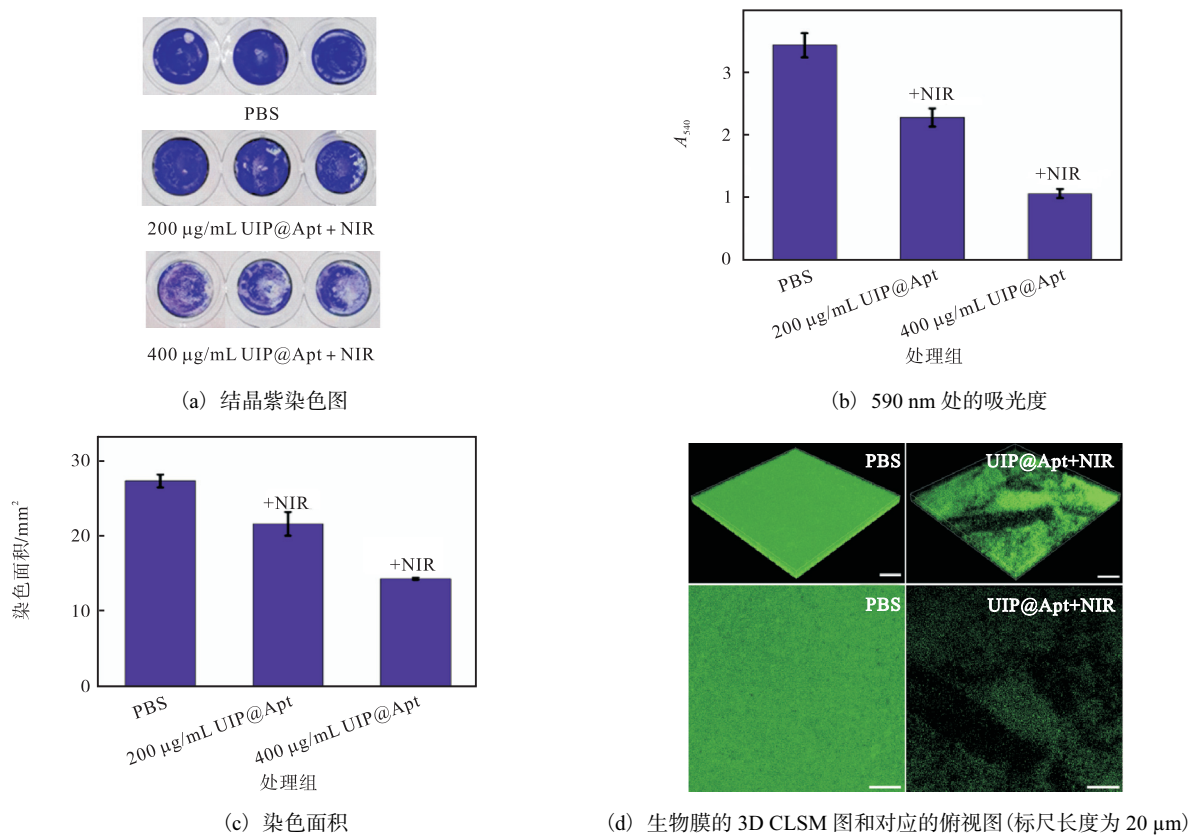 PBS
200 μg/mL UIP@Apt + NIR
400 μg/mL UIP@Apt + NIR
(a) 结晶紫染色图
3
2
1
0
A540
+NIR
+NIR
PBS
200 μg/mL UIP@Apt
400 μg/mL UIP@Apt
处理组
(b) 590 nm 处的吸光度
30
20
10
0
染色面积/mm²
+NIR
+NIR
PBS
200 μg/mL UIP@Apt
400 μg/mL UIP@Apt
处理组
(c) 染色面积
PBS
UIP@Apt+NIR
PBS
UIP@Apt+NIR
(d) 生物膜的 3D CLSM 图和对应的俯视图(标尺长度为 20 μm)